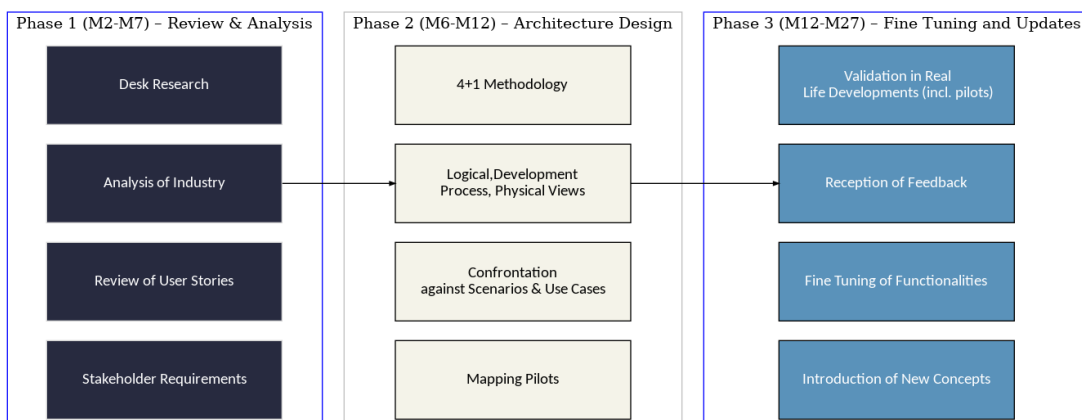 Phase 1 (M2-M7) – Review & Analysis
Desk Research
Analysis of Industry
Review of User Stories
Stakeholder Requirements
Phase 2 (M6-M12) – Architecture Design
4+1 Methodology
Logical,Development
Process, Physical Views
Confrontation
against Scenarios & Use Cases
Mapping Pilots
Phase 3 (M12-M27) – Fine Tuning and Updates
Validation in Real
Life Developments (incl. pilots)
Reception of Feedback
Fine Tuning of Functionalities
Introduction of New Concepts